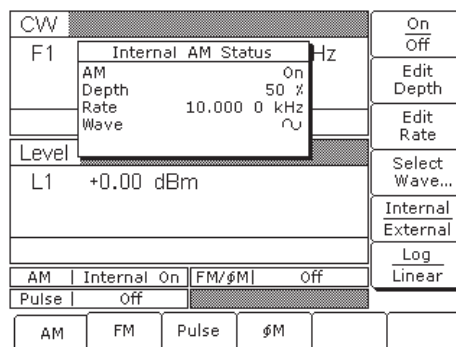 CW
F1 Hz
Internal AM Status
AM On
Depth 50 %
Rate 10.000 0 kHz
Wave
Level
L1 +0.00 dBm
AM | Internal On FM/ϕM| Off
Pulse | Off
AM FM Pulse ϕM
On
Off
Edit
Depth
Edit
Rate
Select
Wave...
Internal
External
Log
Linear